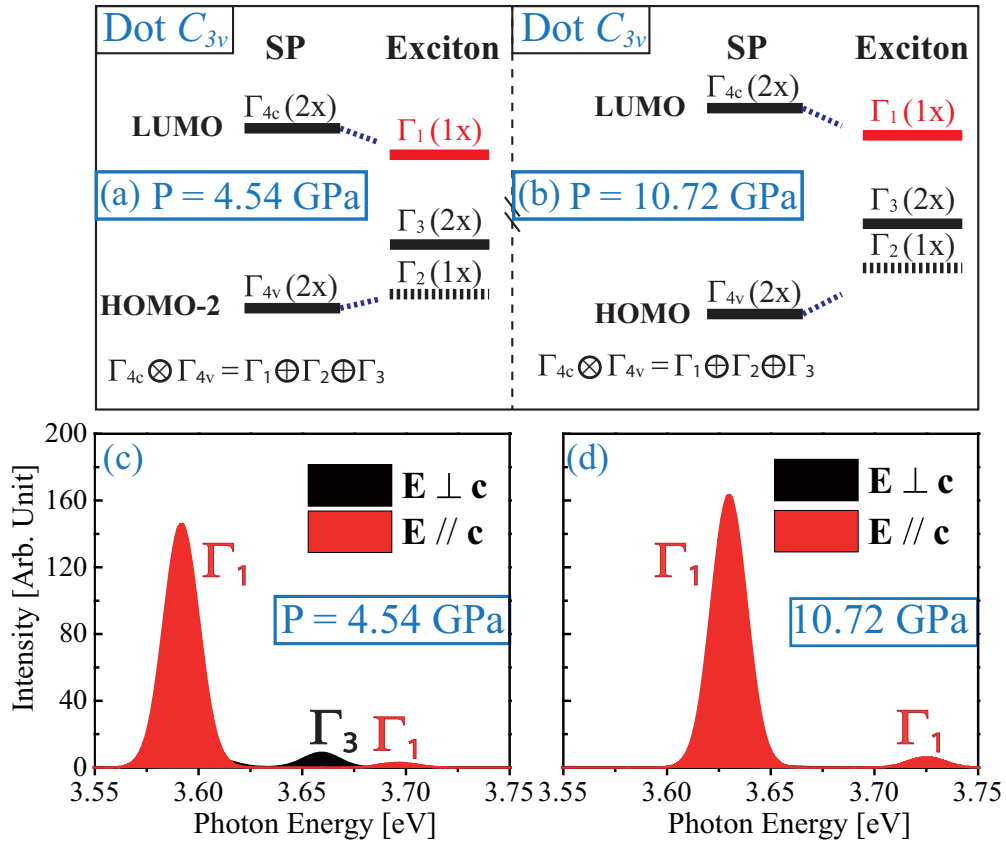 Dot C3v
SP Exciton
Γ4c (2x)
LUMO
Γ1 (1x)
(a) P = 4.54 GPa
Γ3 (2x)
Γ2 (1x)
Γ4v (2x)
HOMO-2
Γ4c ⊗ Γ4v = Γ1 ⊕ Γ2 ⊕ Γ3
Dot C3v
SP Exciton
Γ4c (2x)
LUMO
Γ1 (1x)
(b) P = 10.72 GPa
Γ3 (2x)
Γ2 (1x)
Γ4v (2x)
HOMO
Γ4c ⊗ Γ4v = Γ1 ⊕ Γ2 ⊕ Γ3
(c)
E ⊥ c
E // c
Γ1
P = 4.54 GPa
Γ3 Γ1
200
160
120
80
40
0
Intensity [Arb. Unit]
3.55 3.60 3.65 3.70 3.75
Photon Energy [eV]
(d)
E ⊥ c
E // c
Γ1
10.72 GPa
Γ1
3.60 3.65 3.70 3.75
Photon Energy [eV]